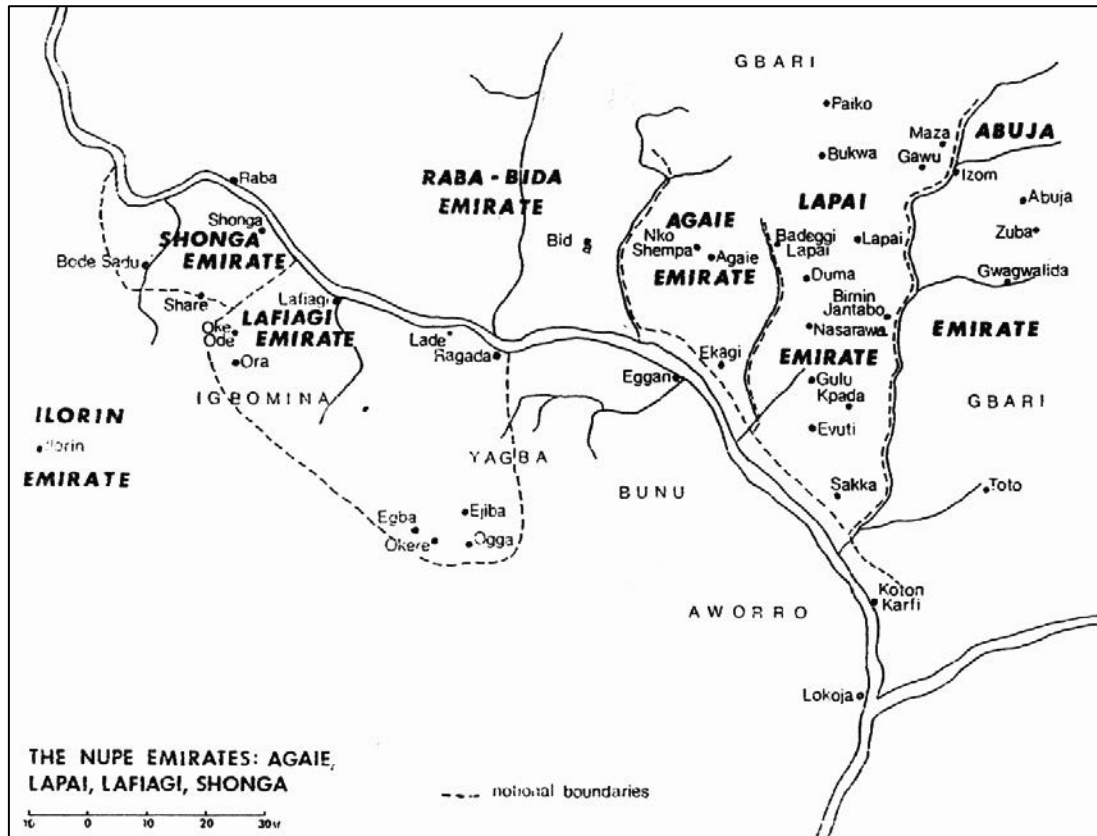 GBARI
Paiko
Maza
ABUJA
Bukwa
Gawu
Izom
RABA - BIDA
EMIRATE
Raba
LAPAI
Abuja
AGAIE
Shonga
SHONGA
EMIRATE
Bid
Nko
Shempa
Agaie
EMIRATE
Badeggi
Lapai
Lapai
Zuba
Bode Sadu
Duma
Gwagwalida
Share
Lafiagi
LAFIAGI
EMIRATE
Birnin
Jantabo
Oke
Ode
Lade
Nasarawa
EMIRATE
Ragada
EMIRATE
Ora
Ekagi
Eggan
Gulu
IGBOMINA
Kpada
GBARI
ILORIN
Ilorin
Evuti
EMIRATE
YAGBA
BUNU
Sakka
Toto
Ejiba
Egba
Okere
Ogga
Koton
Karfi
AWORRO
Lokoja
THE NUPE EMIRATES: AGAIE,
LAPAI, LAFIAGI, SHONGA
notional boundaries
10 0 10 20